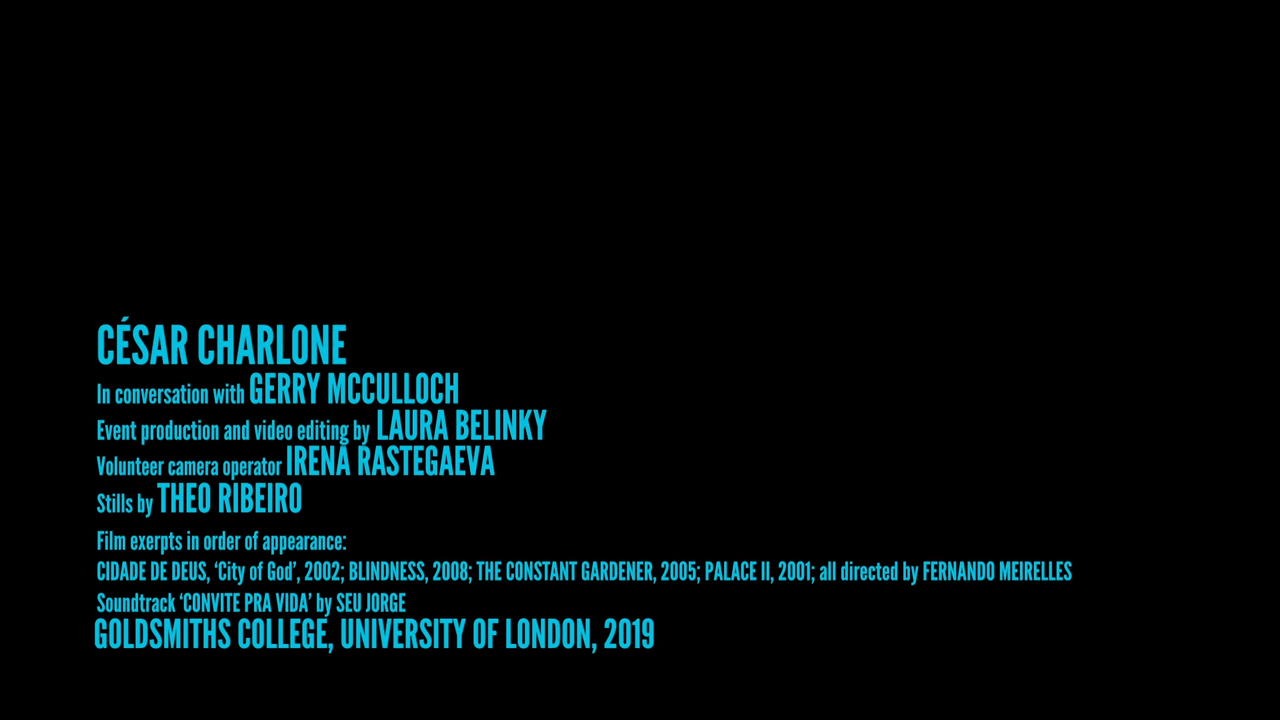 CÉSAR CHARLONE
In conversation with GERRY MCCULLOCH
Event production and video editing by LAURA BELINKY
Volunteer camera operator IRENA RASTEGAEVA
Stills by THEO RIBEIRO
Film exerpts in order of appearance:
CIDADE DE DEUS, ‘City of God’, 2002; BLINDNESS, 2008; THE CONSTANT GARDENER, 2005; PALACE II, 2001; all directed by FERNANDO MEIRELLES
Soundtrack ‘CONVITE PRA VIDA’ by SEU JORGE
GOLDSMITHS COLLEGE, UNIVERSITY OF LONDON, 2019